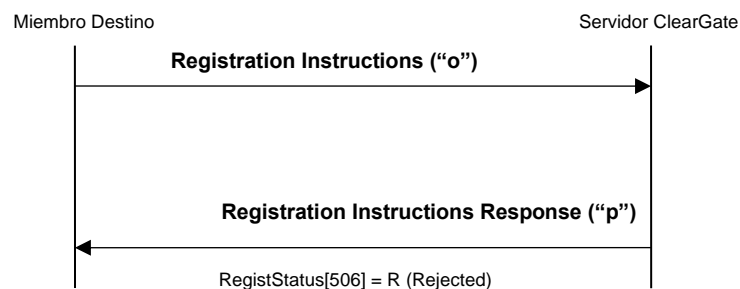 Miembro Destino
Servidor ClearGate
Registration Instructions (“o”)
Registration Instructions Response (“p”)
RegistStatus[506] = R (Rejected)